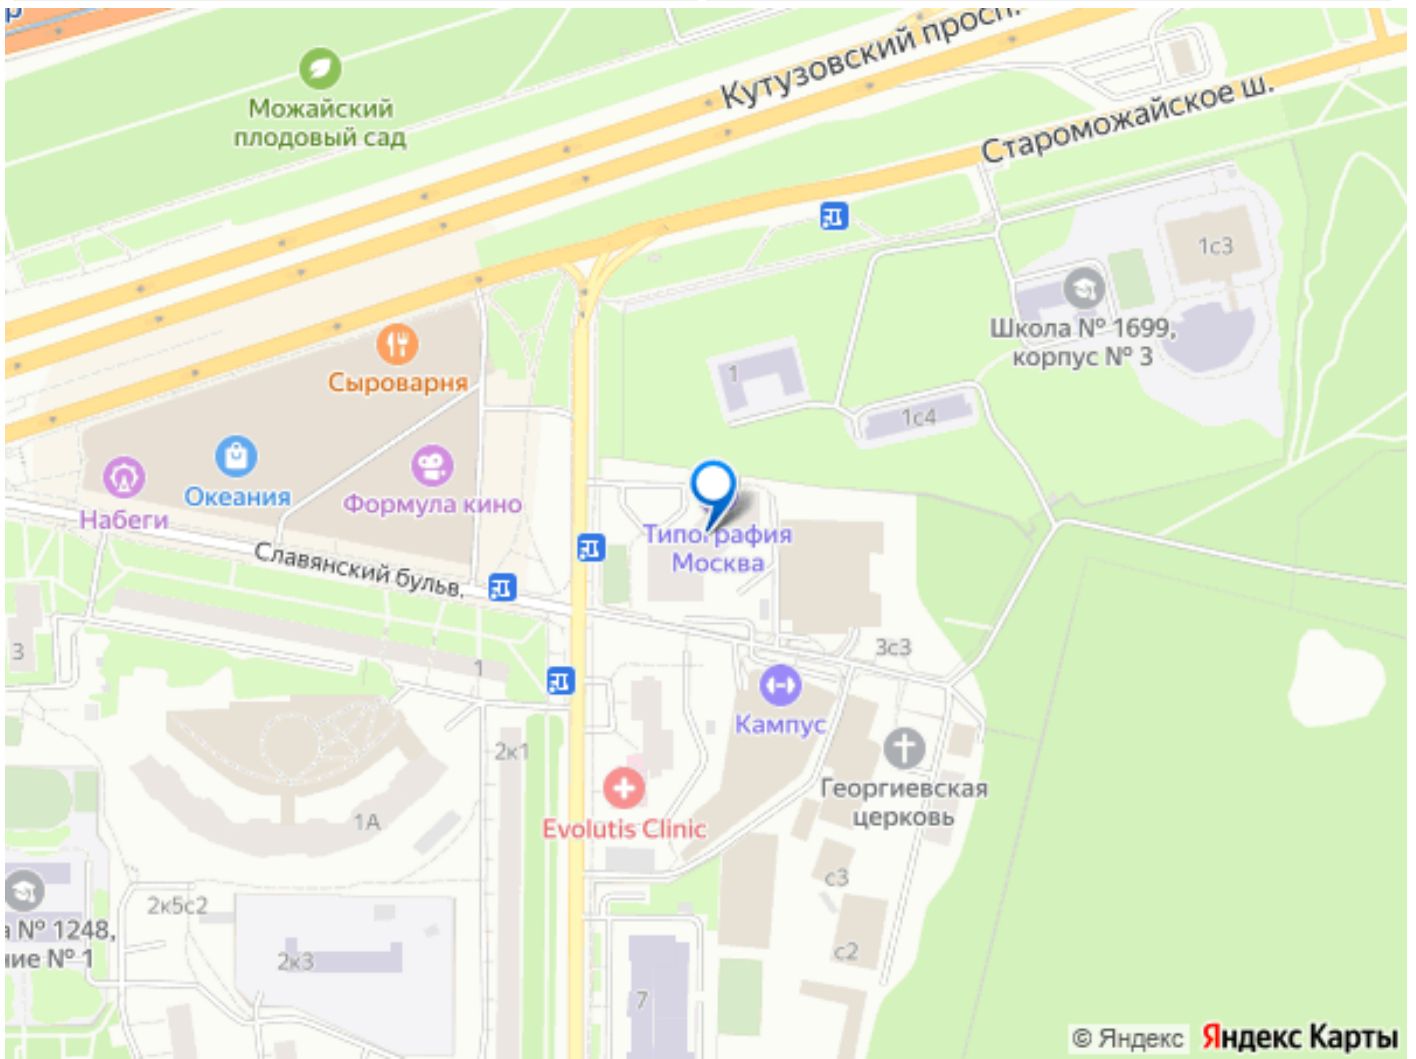 р
Кутузовский просп.
Можайский
плодовый сад
Староможайское ш.
1с3
Школа № 1699,
корпус № 3
Сыроварня
1
1с4
Океания
Формула кино
Набеги
Типография
Москва
Славянский бульв.
3
1
3с3
Кампус
2к1
Георгиевская
церковь
Evolutis Clinic
1А
с3
2к5с2
а № 1248,
ние № 1
2к3
с2
7
© Яндекс Яндекс Карты